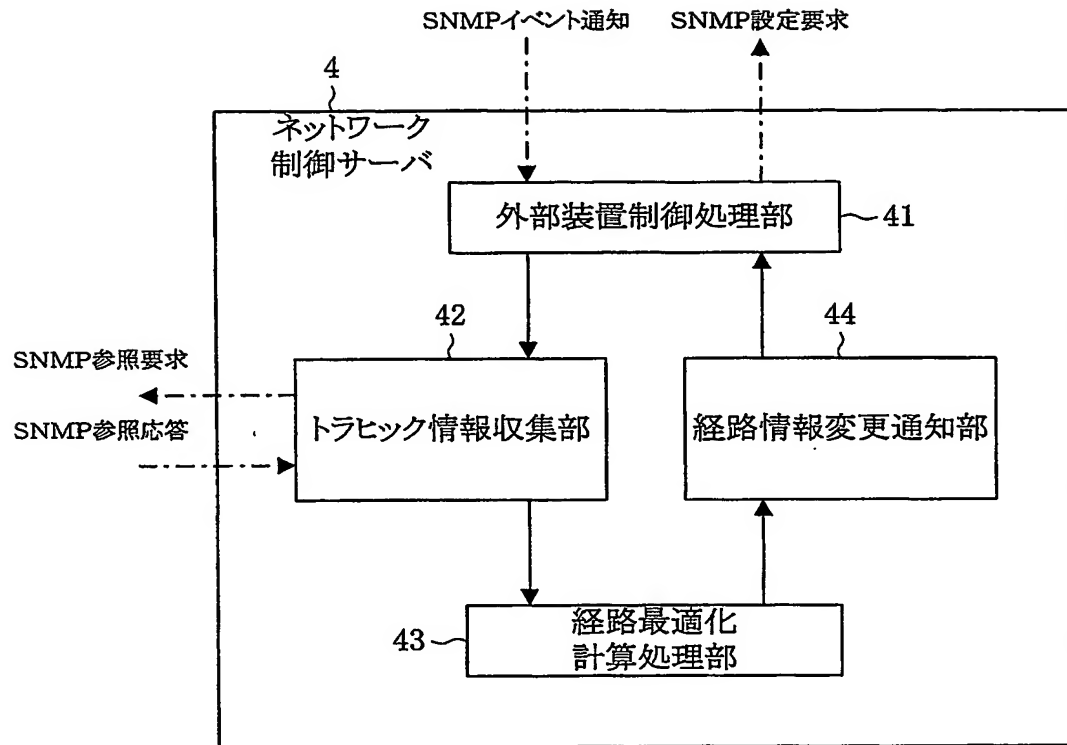 SNMPイベント通知
SNMP設定要求
4
ネットワーク
制御サーバ
外部装置制御処理部
41
42
44
SNMP参照要求
SNMP参照応答
トラヒック情報収集部
経路情報変更通知部
43
経路最適化
計算処理部